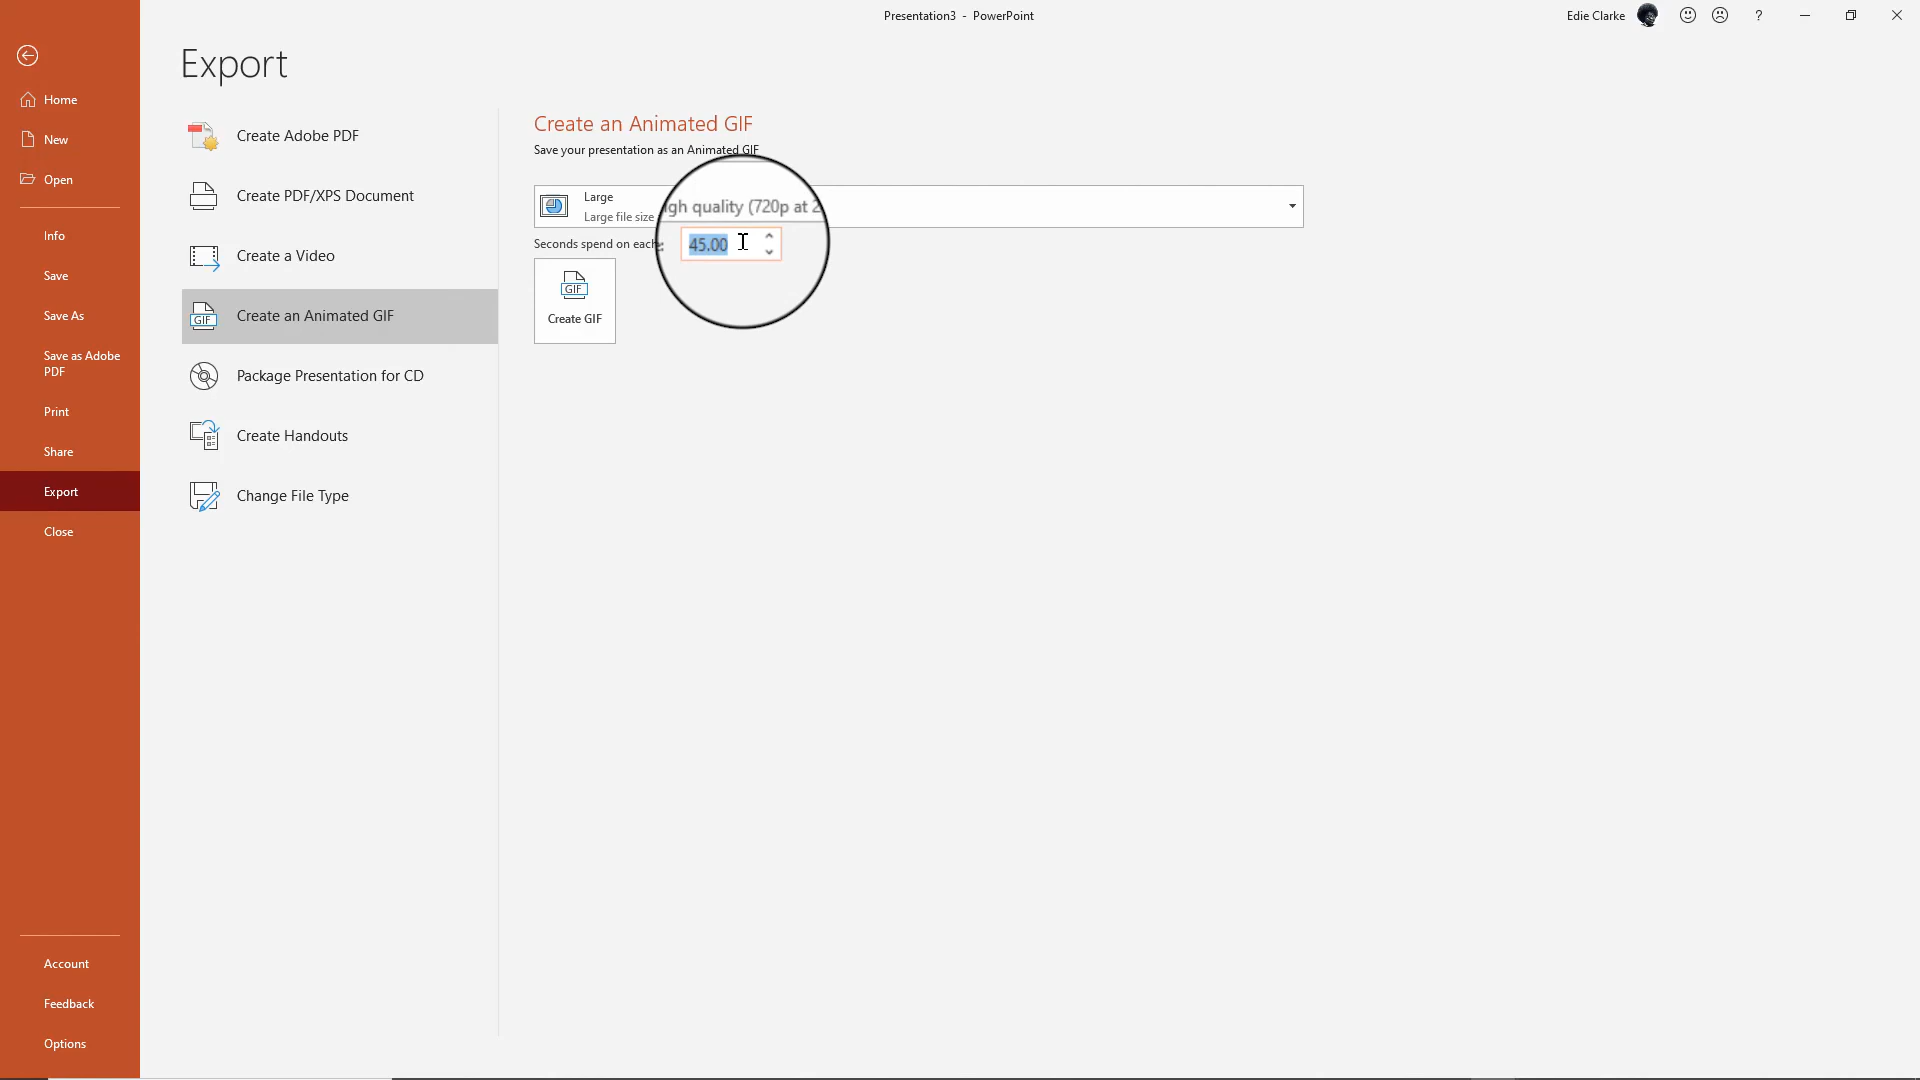 Presentation3 - PowerPoint
Edie Clarke
?
Export
Home
New
Open
Info
Save
Save As
Save as Adobe
PDF
Print
Share
Export
Close
Account
Feedback
Options
Create Adobe PDF
Create PDF/XPS Document
Create a Video
GIF
Create an Animated GIF
Package Presentation for CD
Create Handouts
Change File Type
Create an Animated GIF
Save your presentation as an Animated GIF
Large
Large file size
quality (720p at
Seconds spend on each
45.00
GIF
Create GIF